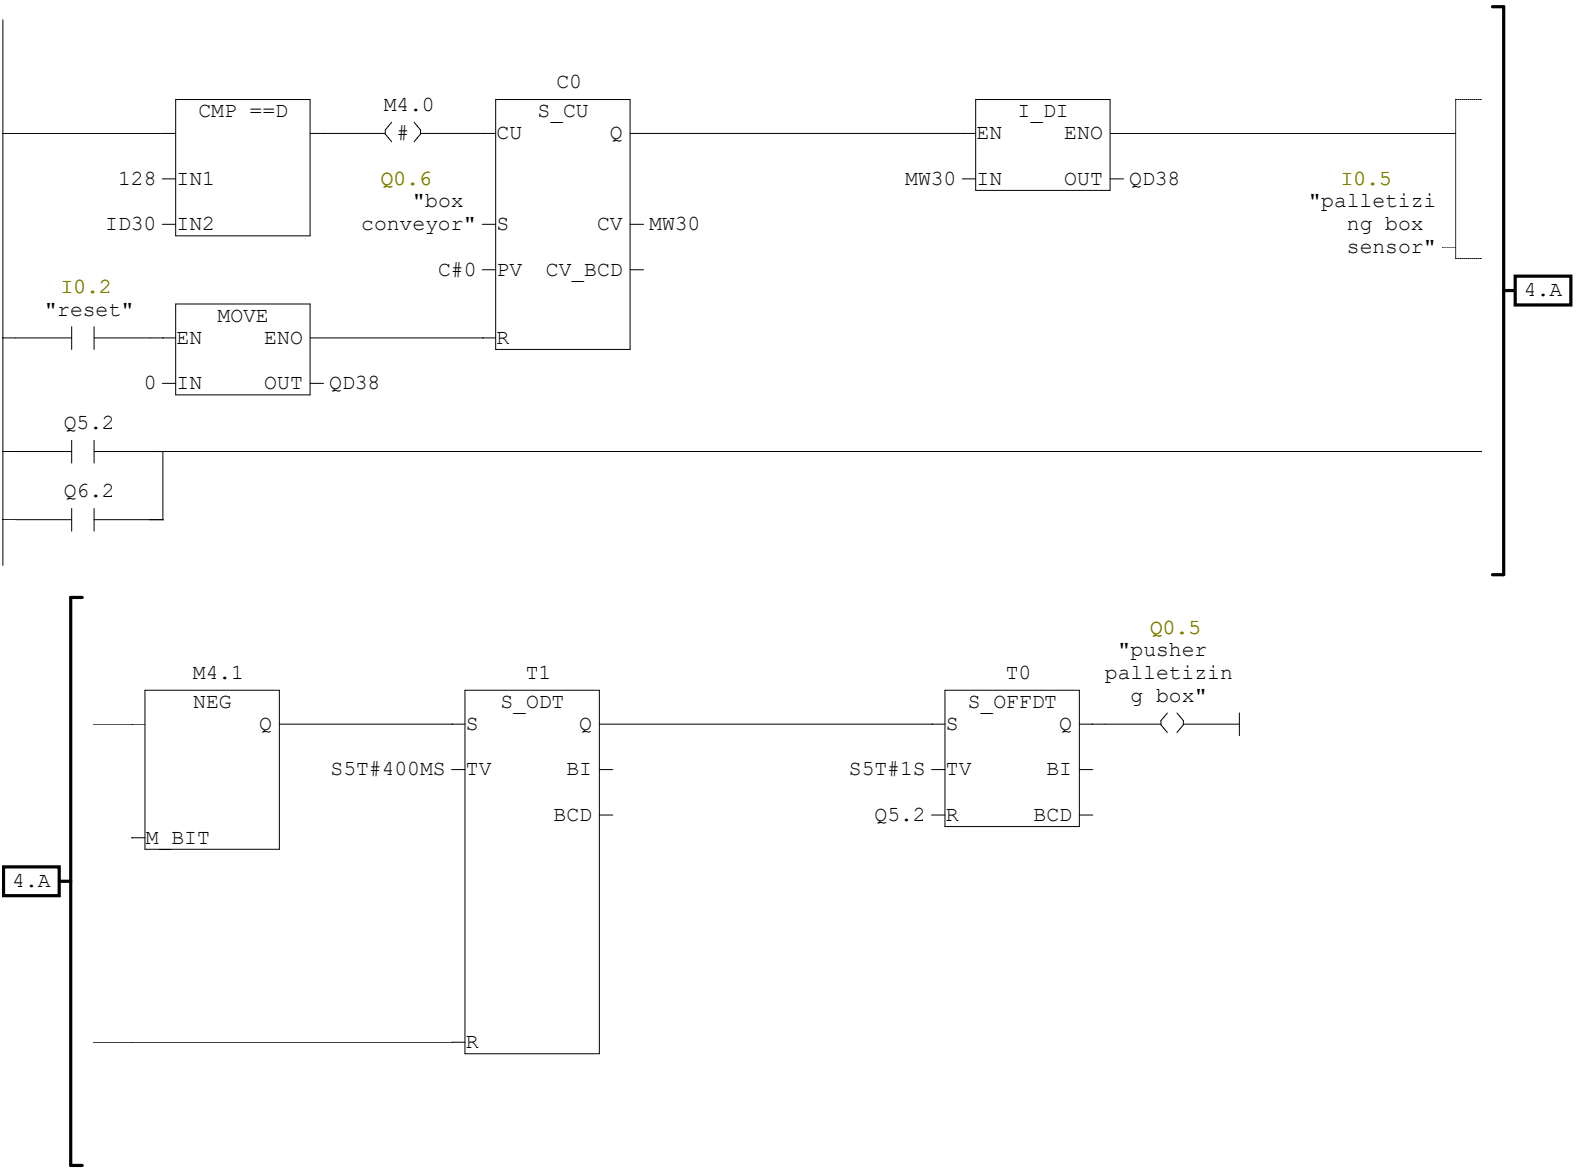 C0
CMP ==D
M4.0
#
S_CU
I_DI
CU
Q
EN
ENO
128
IN1
Q0.6
MW30
IN
OUT
QD38
I0.5
"box
"palletizi
ID30
IN2
conveyor"
S
CV
MW30
ng box
sensor"
C#0
PV
CV_BCD
I0.2
4.A
"reset"
MOVE
EN
ENO
R
0
IN
OUT
QD38
Q5.2
Q6.2
Q0.5
"pusher
M4.1
T1
T0
palletizin
NEG
S_ODT
S_OFFDT
g box"
Q
S
Q
S
Q
S5T#400MS
TV
BI
S5T#1S
TV
BI
BCD
Q5.2
R
BCD
M_BIT
4.A
R